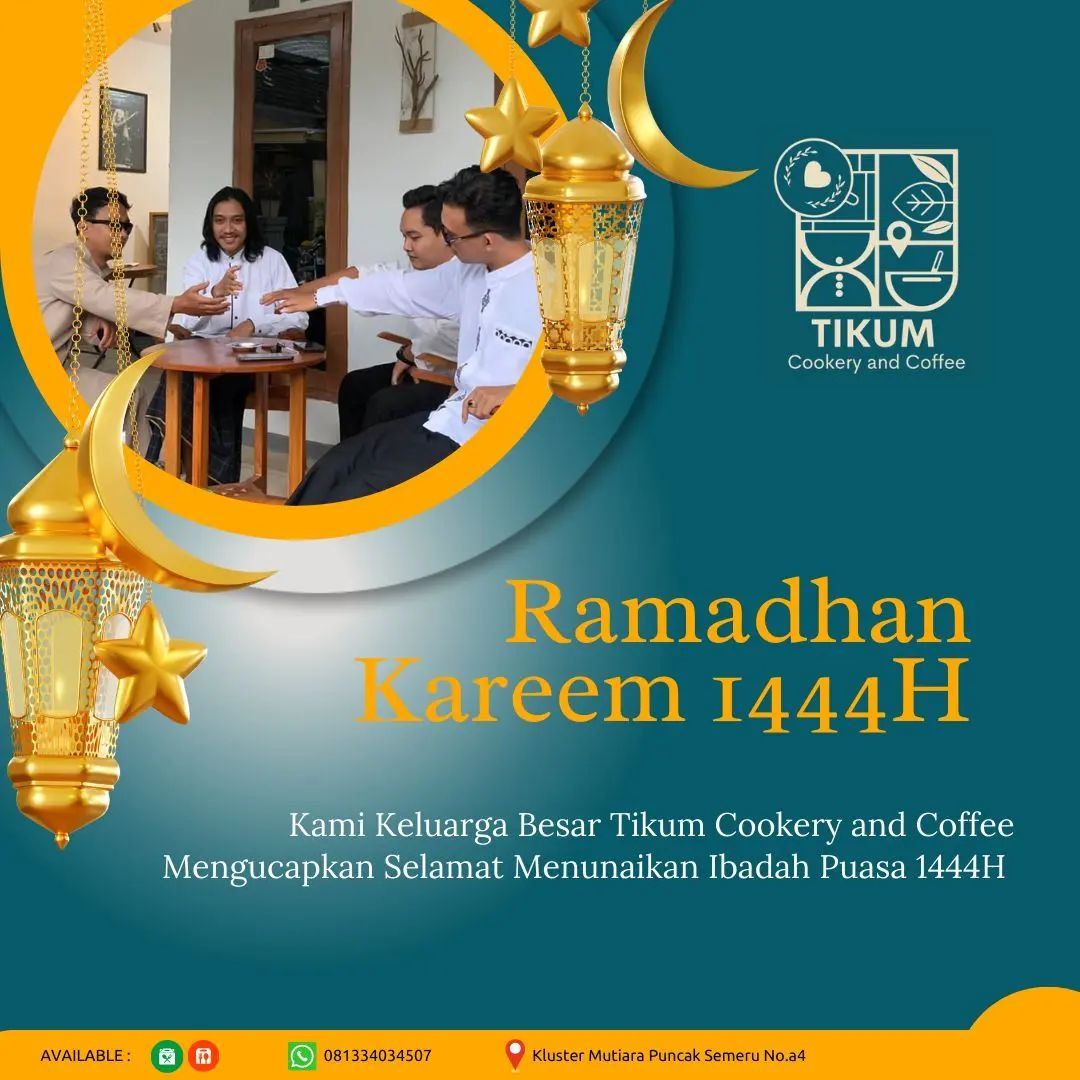 TIKUM
Cookery and Coffee
Ramadhan
Kareem 1444H
Kami Keluarga Besar Tikum Cookery and Coffee
Mengucapkan Selamat Menunaikan Ibadah Puasa 1444H
AVAILABLE :
081334034507
Kluster Mutiara Puncak Semeru No.a4